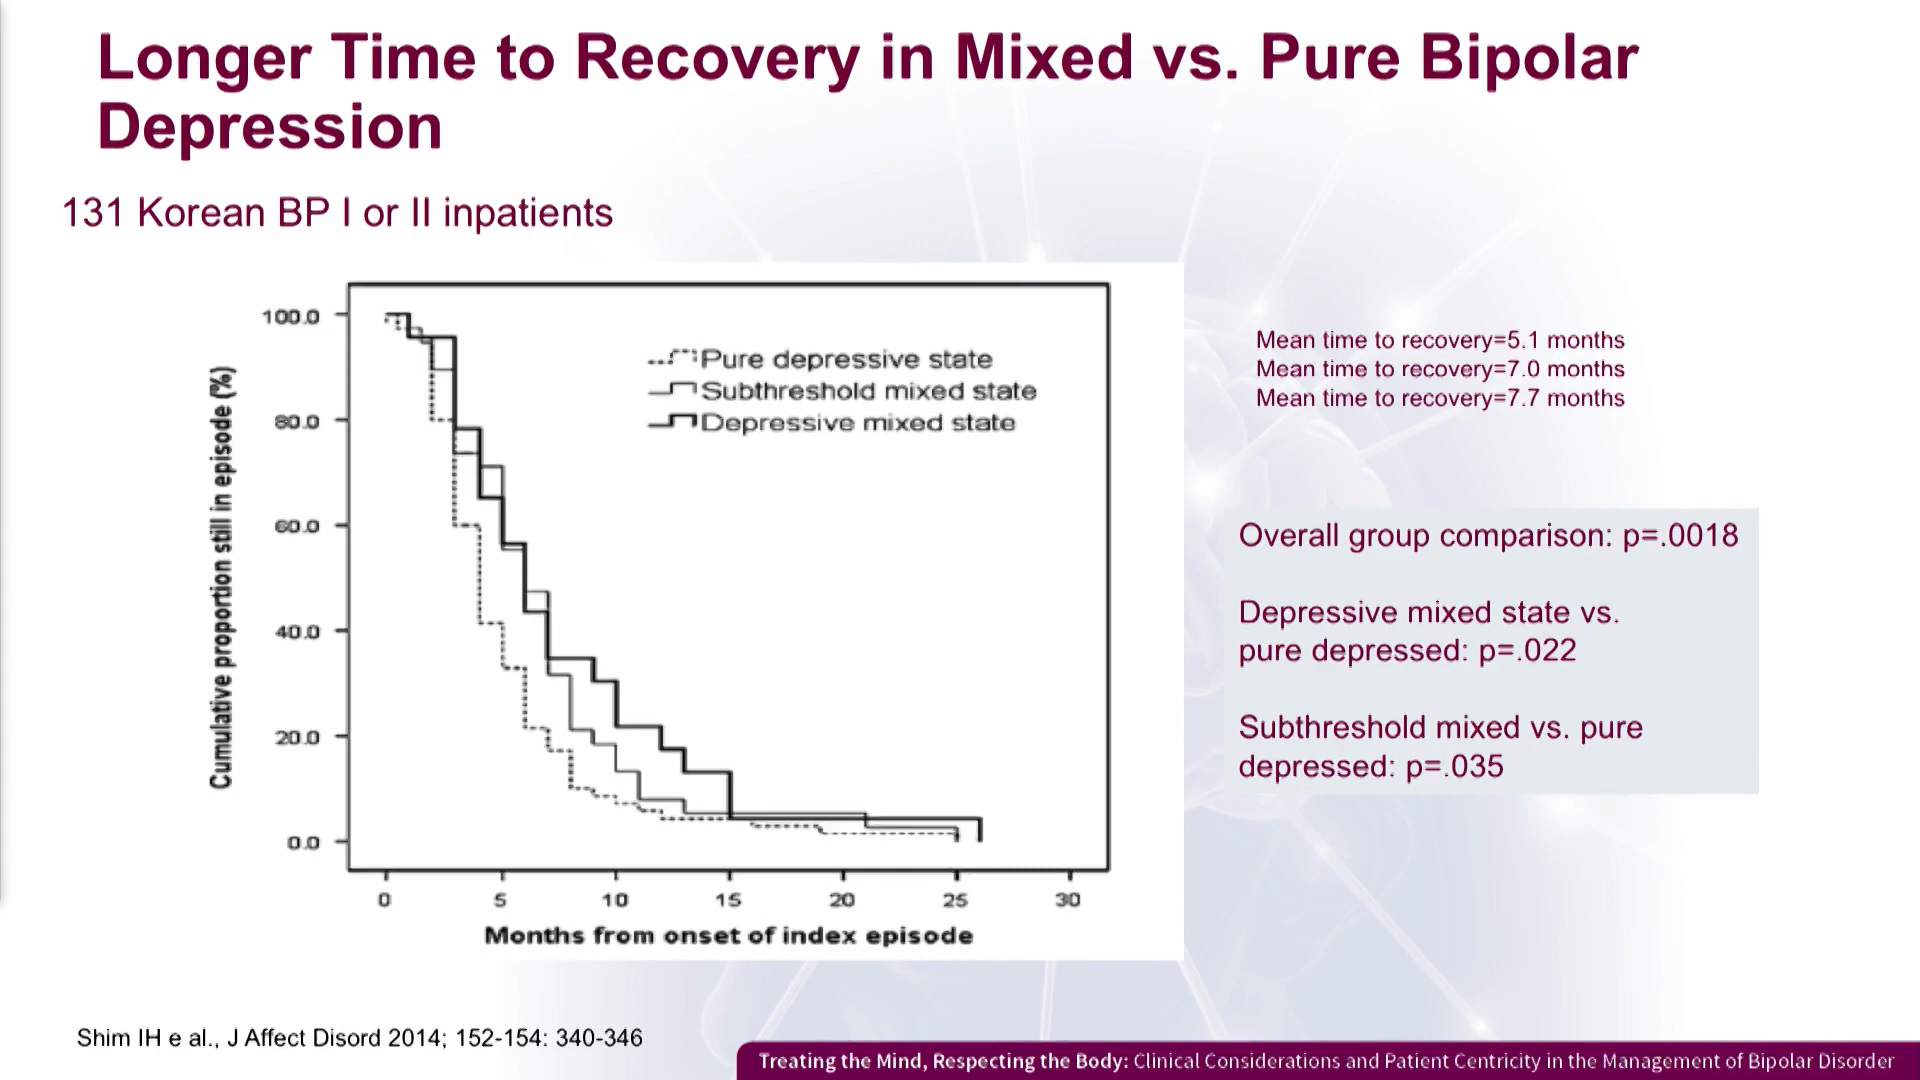 Longer Time to Recovery in Mixed vs. Pure Bipolar
Depression
131 Korean BP I or II inpatients
Cumulative proportion still in episode (%)
100.0
80.0
60.0
40.0
20.0
0.0
Pure depressive state
Subthreshold mixed state
Depressive mixed state
0 5 10 15 20 25 30
Months from onset of index episode
Mean time to recovery=5.1 months
Mean time to recovery=7.0 months
Mean time to recovery=7.7 months
Overall group comparison: p=.0018
Depressive mixed state vs.
pure depressed: p=.022
Subthreshold mixed vs. pure
depressed: p=.035
Shim IH e al., J Affect Disord 2014; 152-154: 340-346
Treating the Mind, Respecting the Body: Clinical Considerations and Patient Centricity in the Management of Bipolar Disorder